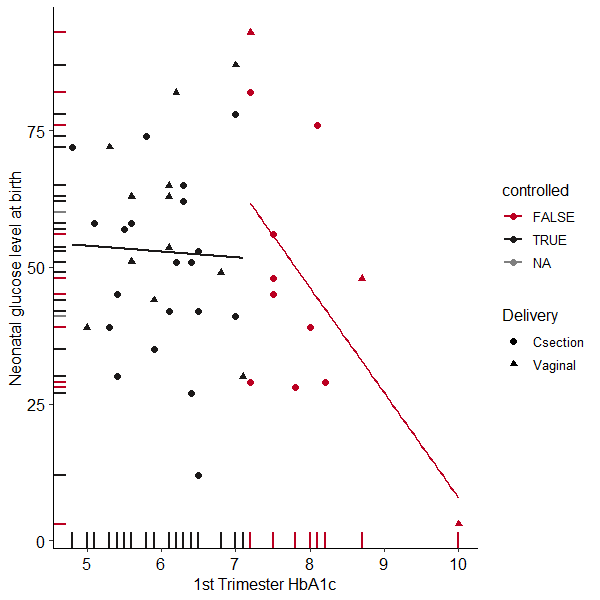 Neonatal glucose level at birth
75
50
25
0
5 6 7 8 9 10
1st Trimester HbA1c
controlled
FALSE
TRUE
NA
Delivery
Csection
Vaginal